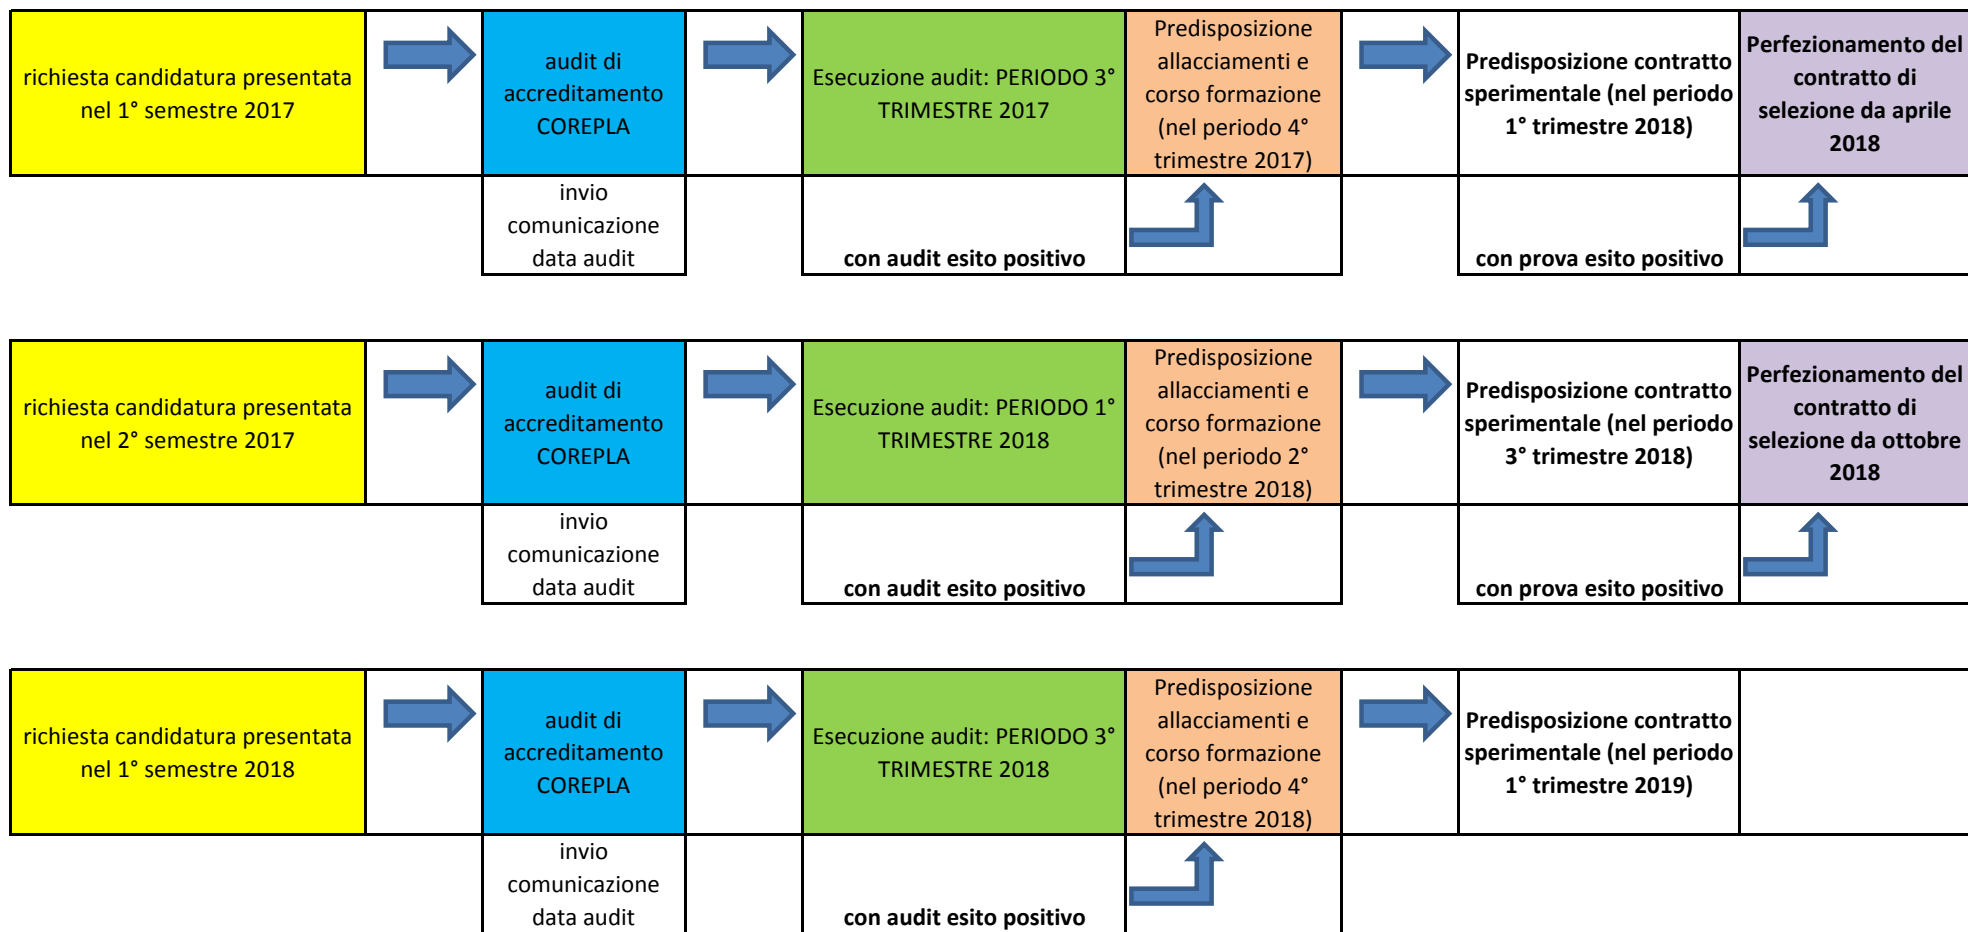 richiesta candidatura presentata
nel 1° semestre 2017
audit di
accreditamento
COREPLA
Esecuzione audit: PERIODO 3°
TRIMESTRE 2017
Predisposizione
allacciamenti e
corso formazione
(nel periodo 4°
trimestre 2017)
Predisposizione contratto
sperimentale (nel periodo
1° trimestre 2018)
Perfezionamento del
contratto di
selezione da aprile
2018
invio
comunicazione
data audit
con audit esito positivo
con prova esito positivo
richiesta candidatura presentata
nel 2° semestre 2017
audit di
accreditamento
COREPLA
Esecuzione audit: PERIODO 1°
TRIMESTRE 2018
Predisposizione
allacciamenti e
corso formazione
(nel periodo 2°
trimestre 2018)
Predisposizione contratto
sperimentale (nel periodo
3° trimestre 2018)
Perfezionamento del
contratto di
selezione da ottobre
2018
invio
comunicazione
data audit
con audit esito positivo
con prova esito positivo
richiesta candidatura presentata
nel 1° semestre 2018
audit di
accreditamento
COREPLA
Esecuzione audit: PERIODO 3°
TRIMESTRE 2018
Predisposizione
allacciamenti e
corso formazione
(nel periodo 4°
trimestre 2018)
Predisposizione contratto
sperimentale (nel periodo
1° trimestre 2019)
invio
comunicazione
data audit
con audit esito positivo